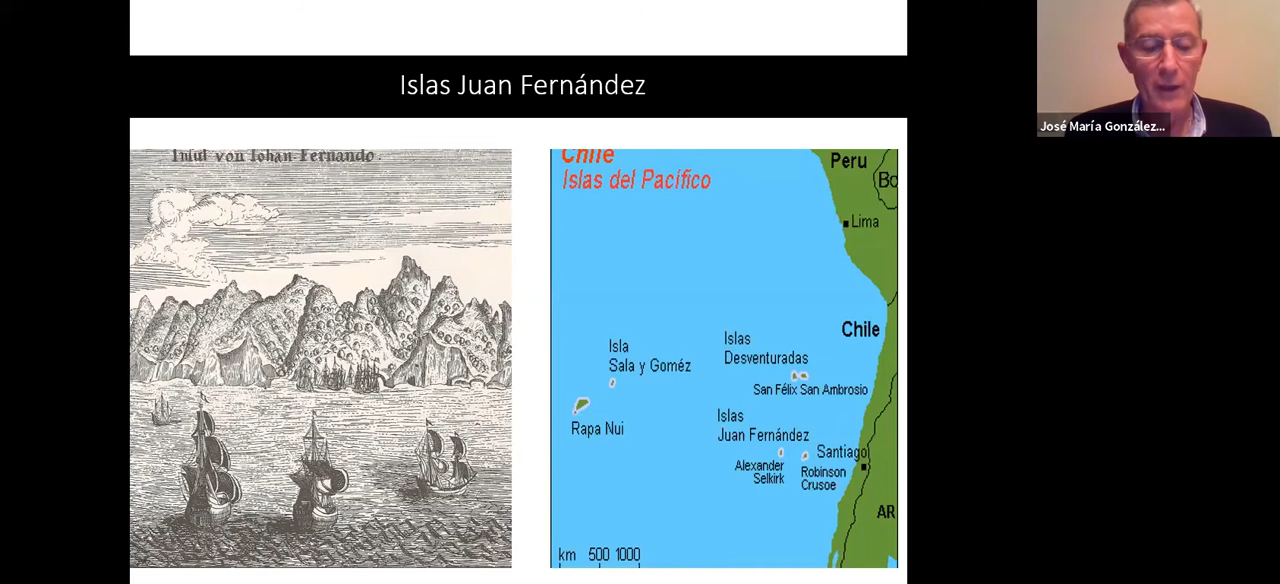 Islas Juan Fernández
José María González...
Insul von Iohan Fernando.
Chile
Islas del Pacífico
Peru
Bo
Lima
Chile
Isla
Sala y Goméz
Islas
Desventuradas
San Félix San Ambrosio
Rapa Nui
Islas
Juan Fernández
Santiago
Alexander
Selkirk
Robinson
Crusoe
AR
km 500 1000